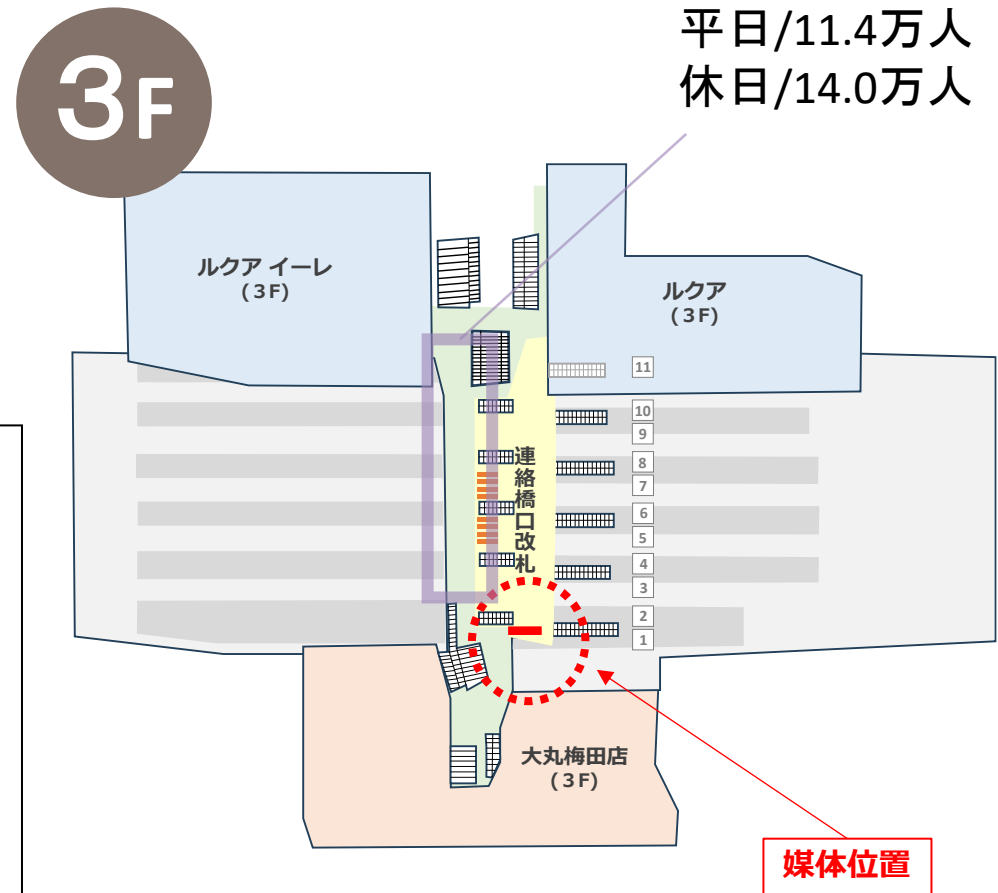 3F
平日/11.4万人
休日/14.0万人
ルクア イーレ
(3F)
ルクア
(3F)
11
10
9
8
7
6
5
4
3
2
1
連絡橋口改札
大丸梅田店
(3F)
媒体位置